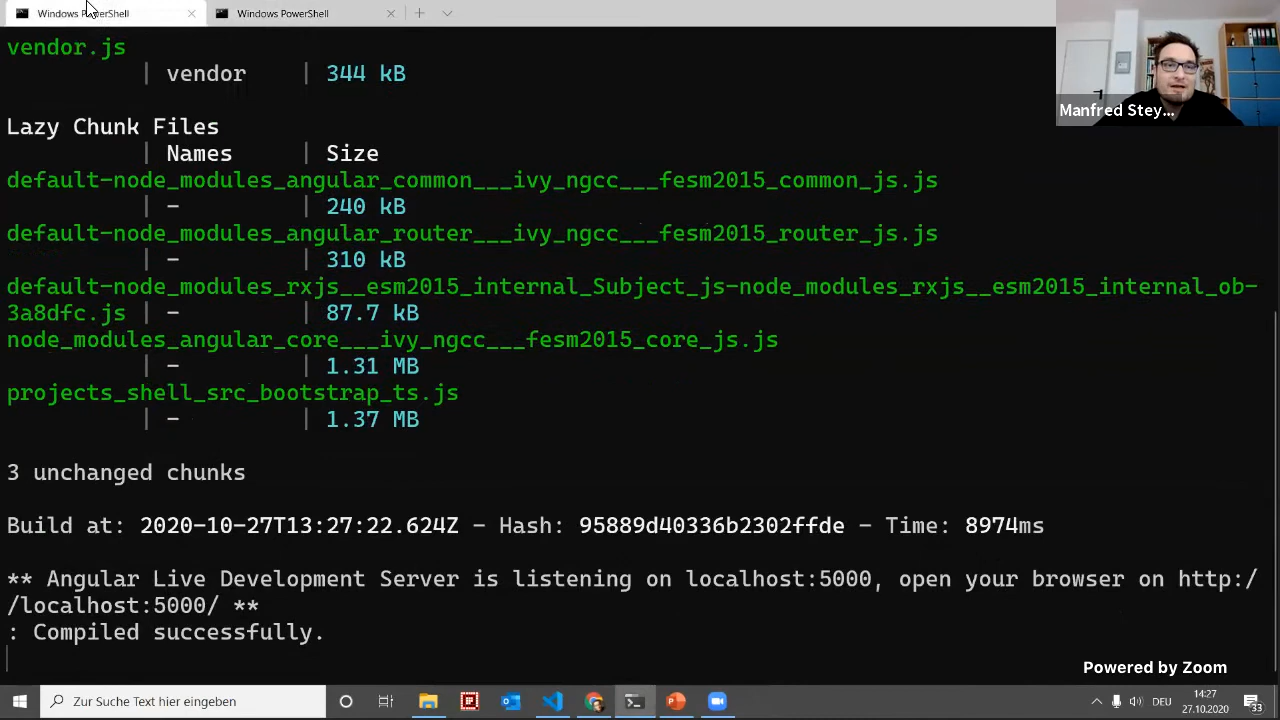 Windows PowerShell
Windows PowerShell
vendor.js
| vendor | 344 kB
Lazy Chunk Files
| Names | Size
default-node_modules_angular_common___ivy_ngcc___fesm2015_common_js.js
| - | 240 kB
default-node_modules_angular_router___ivy_ngcc___fesm2015_router_js.js
| - | 310 kB
default-node_modules_rxjs__esm2015_internal_Subject_js-node_modules_rxjs__esm2015_internal_ob-
3a8dfc.js | - | 87.7 kB
node_modules_angular_core___ivy_ngcc___fesm2015_core_js.js
| - | 1.31 MB
projects_shell_src_bootstrap_ts.js
| - | 1.37 MB
3 unchanged chunks
Build at: 2020-10-27T13:27:22.624Z - Hash: 95889d40336b2302ffde - Time: 8974ms
** Angular Live Development Server is listening on localhost:5000, open your browser on http:/
/localhost:5000/ **
: Compiled successfully.
Manfred Stey...
Powered by Zoom
Zur Suche Text hier eingeben
DEU
14:27
27.10.2020
33